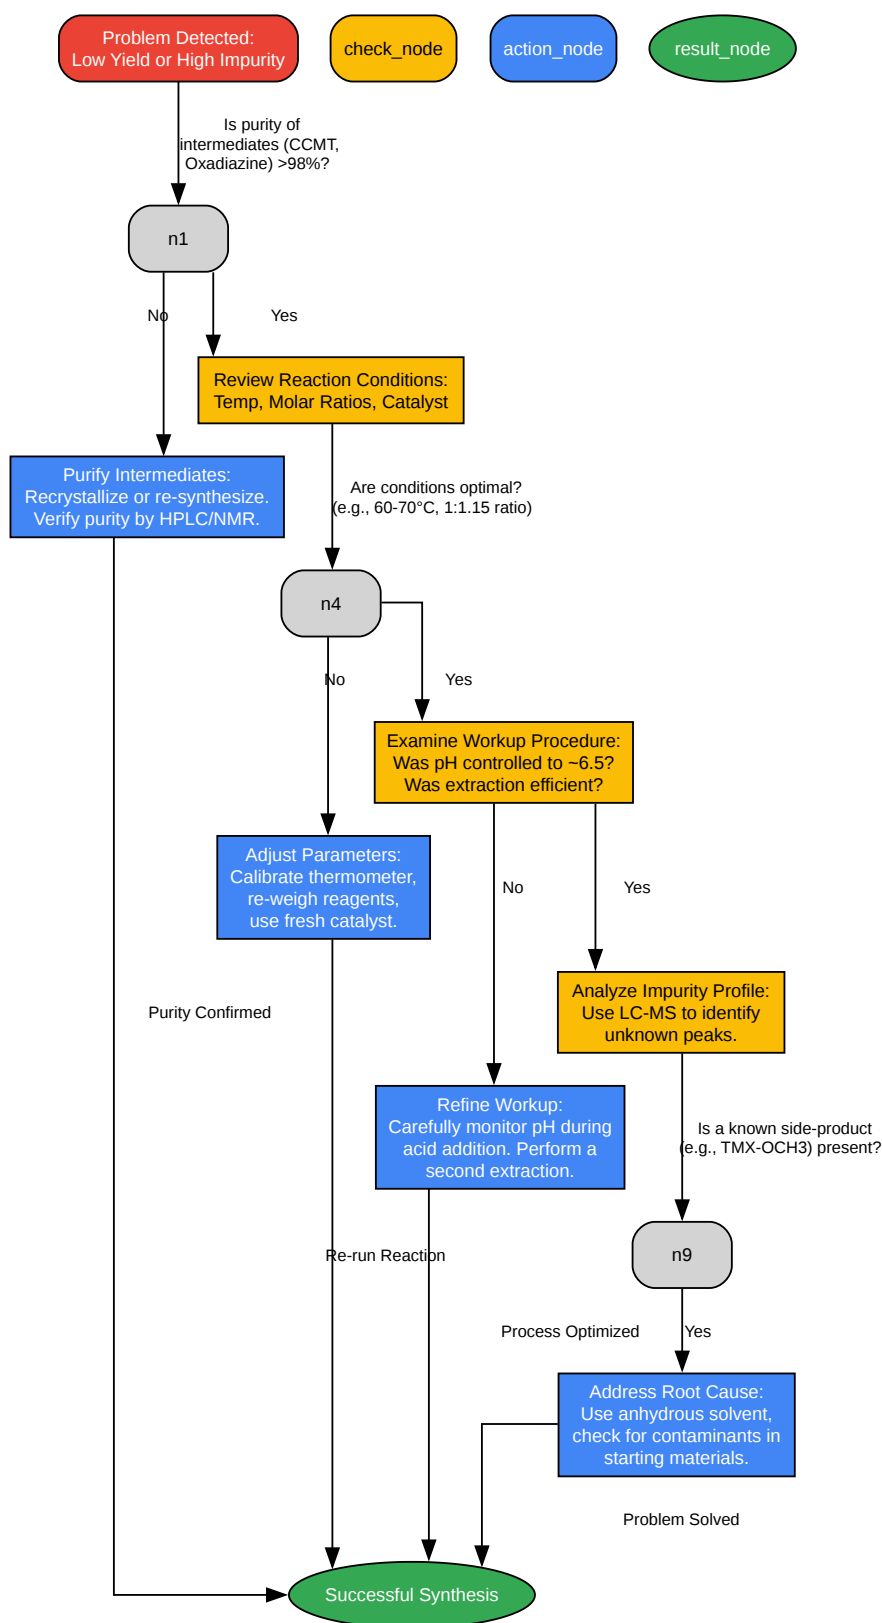 Problem Detected:
Low Yield or High Impurity
check_node
action_node
result_node
Is purity of
intermediates (CCMT,
Oxadiazine) >98%?
n1
No
Yes
Review Reaction Conditions:
Temp, Molar Ratios, Catalyst
Purify Intermediates:
Recrystallize or re-synthesize.
Verify purity by HPLC/NMR.
Are conditions optimal?
(e.g., 60-70°C, 1:1.15 ratio)
n4
No
Yes
Examine Workup Procedure:
Was pH controlled to ~6.5?
Was extraction efficient?
Adjust Parameters:
Calibrate thermometer,
re-weigh reagents,
use fresh catalyst.
No
Yes
Analyze Impurity Profile:
Use LC-MS to identify
unknown peaks.
Purity Confirmed
Refine Workup:
Carefully monitor pH during
acid addition. Perform a
second extraction.
Is a known side-product
(e.g., TMX-OCH3) present?
n9
Re-run Reaction
Process Optimized
Yes
Address Root Cause:
Use anhydrous solvent,
check for contaminants in
starting materials.
Problem Solved
Successful Synthesis